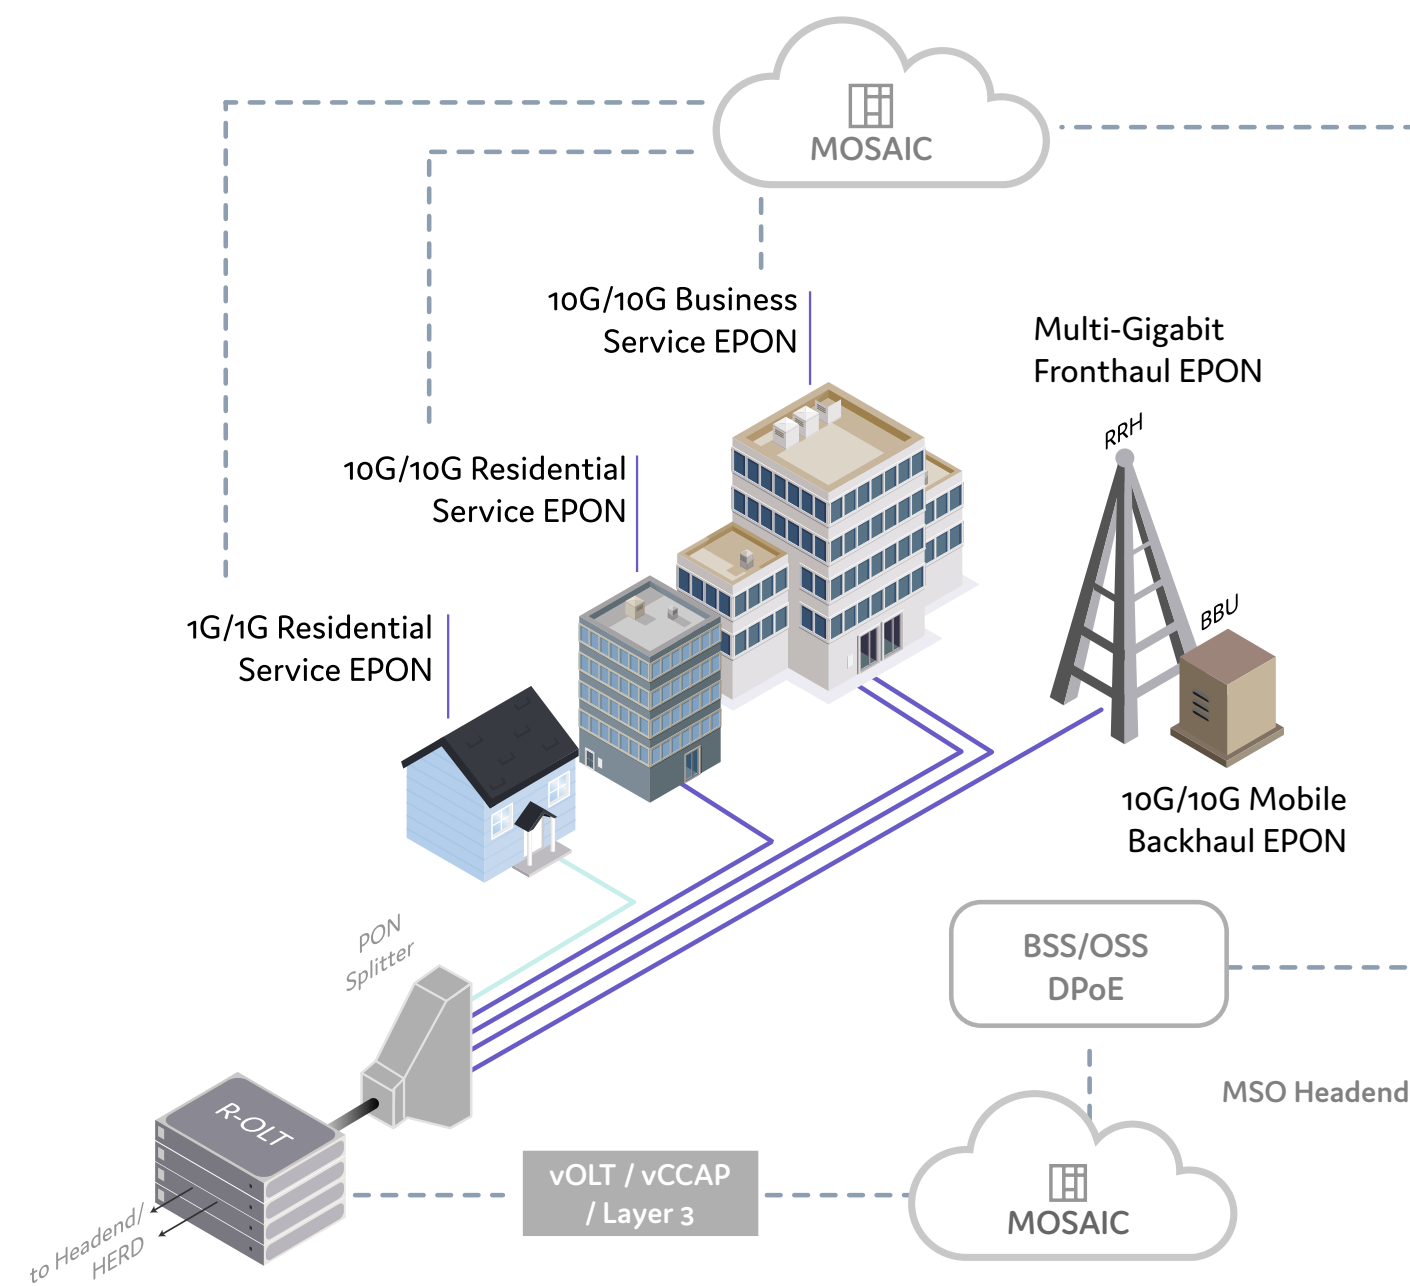 MOSAIC
10G/10G Business
Service EPON
Multi-Gigabit
Fronthaul EPON
RRH
10G/10G Residential
Service EPON
BBU
1G/1G Residential
Service EPON
10G/10G Mobile
Backhaul EPON
PON
Splitter
BSS/OSS
DPoE
MSO Headend
R-OLT
vOLT / vCCAP
/ Layer 3
MOSAIC
to Headend/
HERD